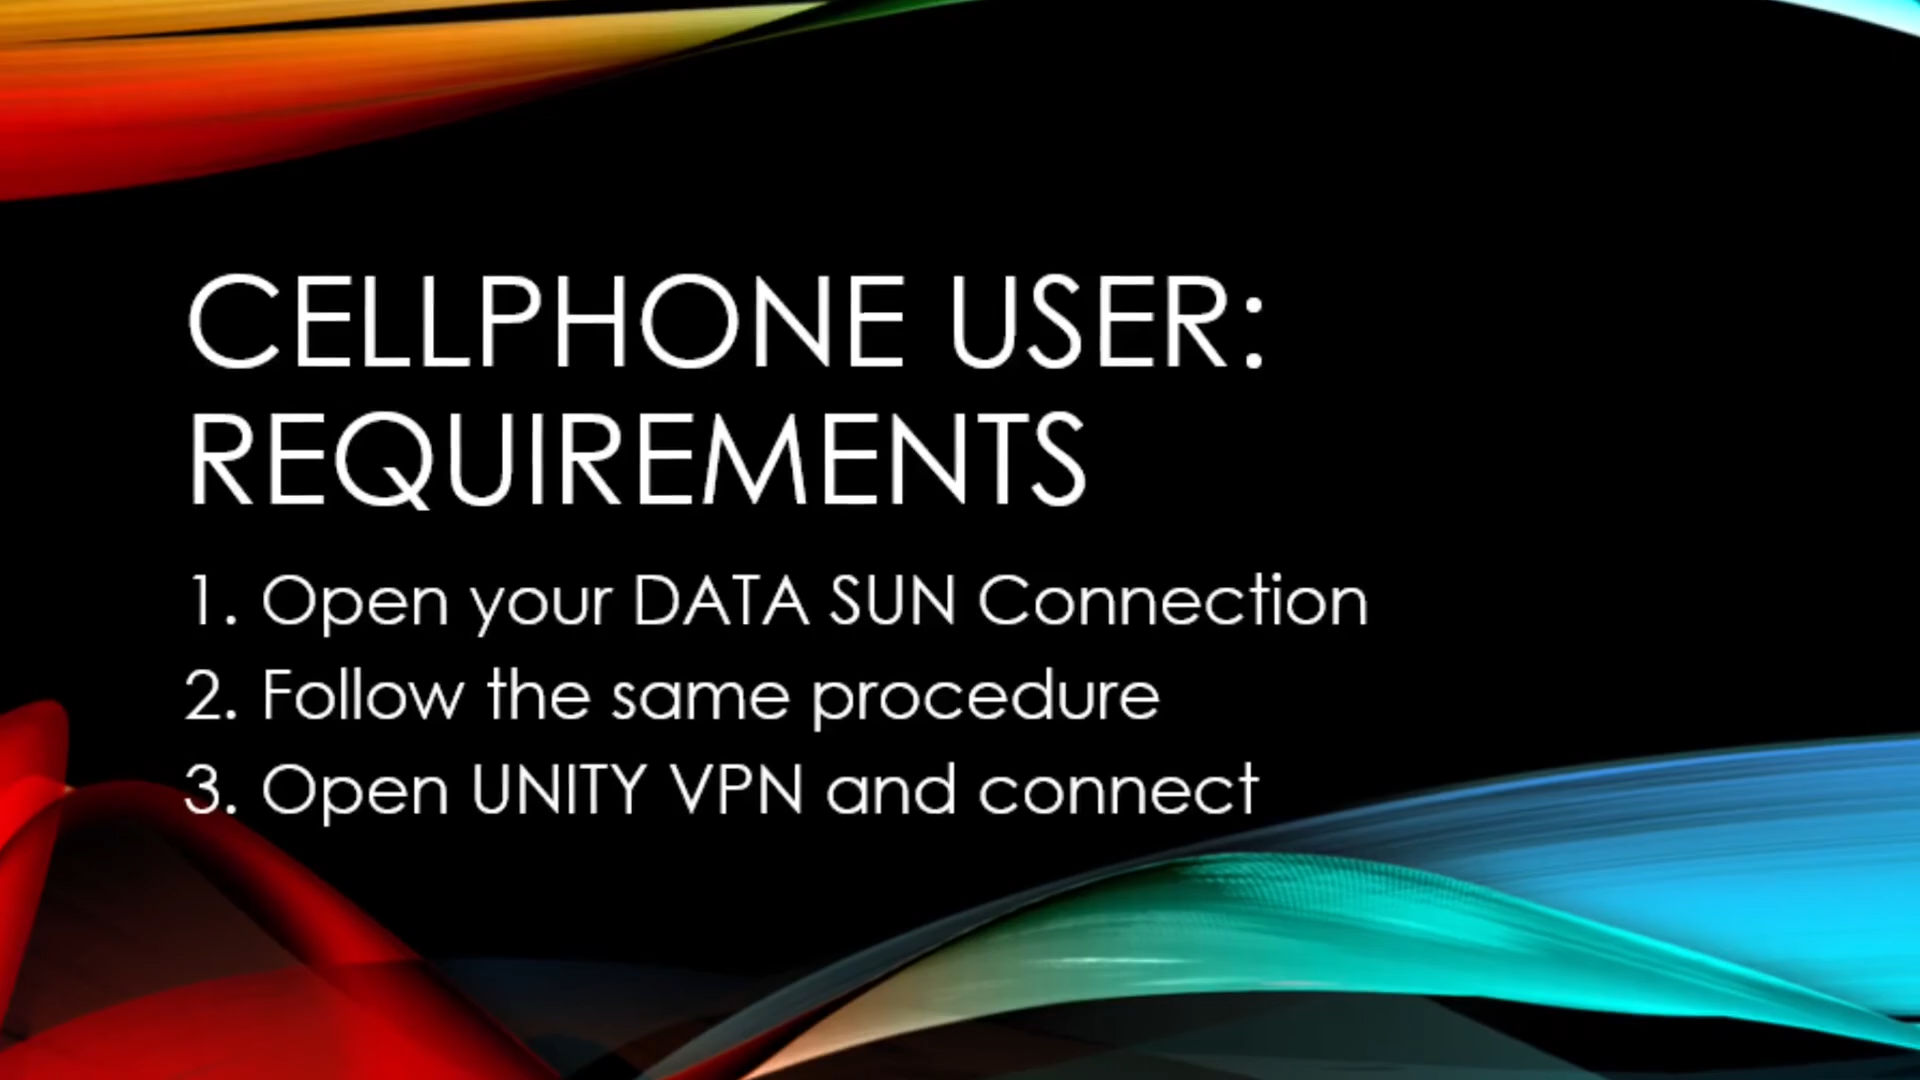 CELLPHONE USER:
REQUIREMENTS
1. Open your DATA SUN Connection
2. Follow the same procedure
3. Open UNITY VPN and connect